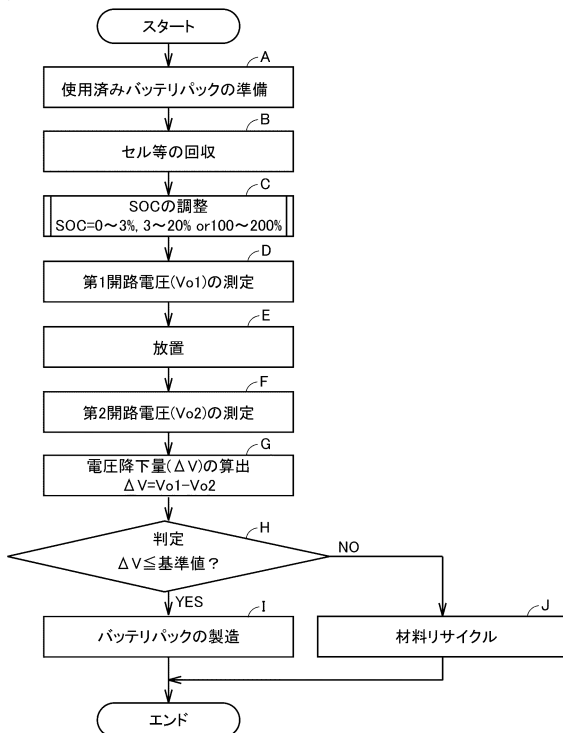 スタート
A
使用済みバッテリパックの準備
B
セル等の回収
C
SOCの調整
SOC=0～3%, 3～20% or100～200%
D
第1開路電圧(Vo1)の測定
E
放置
F
第2開路電圧(Vo2)の測定
G
電圧降下量(ΔV)の算出
ΔV=Vo1-Vo2
H
判定
ΔV≦基準値？
NO
YES
I
バッテリパックの製造
J
材料リサイクル
エンド